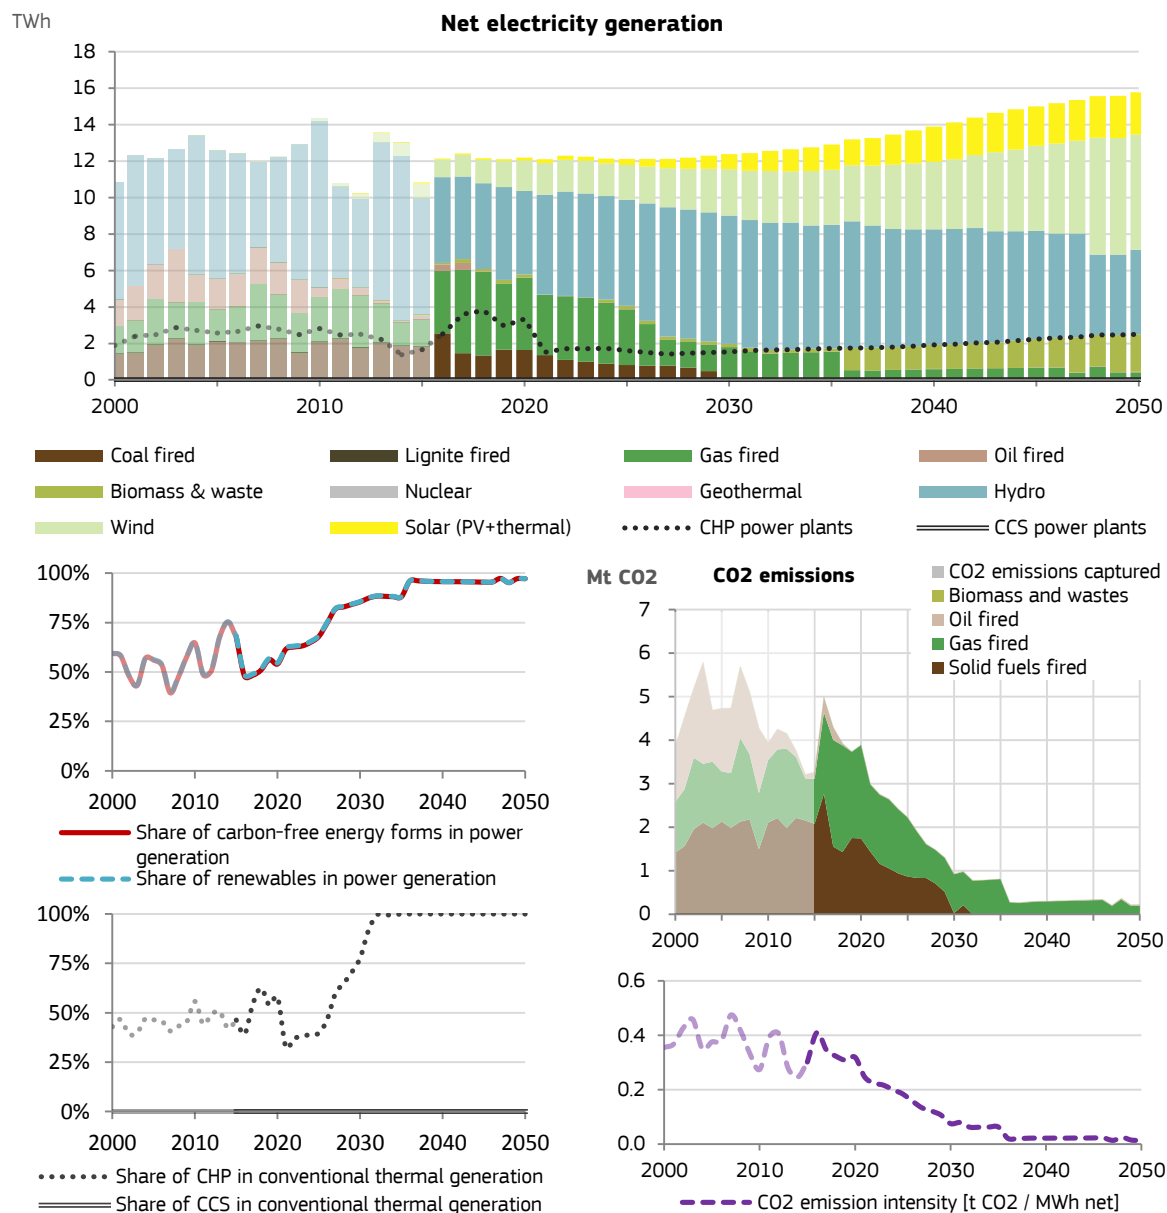 TWh
Net electricity generation
18
16
14
12
10
8
6
4
2
0
2000 2010 2020 2030 2040 2050
Coal fired Lignite fired Gas fired Oil fired
Biomass & waste Nuclear Geothermal Hydro
Wind Solar (PV+thermal) CHP power plants CCS power plants
100%
75%
50%
25%
0%
2000 2010 2020 2030 2040 2050
Share of carbon-free energy forms in power
generation
Share of renewables in power generation
Mt CO2 CO2 emissions
CO2 emissions captured
Biomass and wastes
Oil fired
Gas fired
Solid fuels fired
7
6
5
4
3
2
1
0
2000 2010 2020 2030 2040 2050
100%
75%
50%
25%
0%
2000 2010 2020 2030 2040 2050
Share of CHP in conventional thermal generation
Share of CCS in conventional thermal generation
0.6
0.4
0.2
0.0
2000 2010 2020 2030 2040 2050
CO2 emission intensity [t CO2 / MWh net]